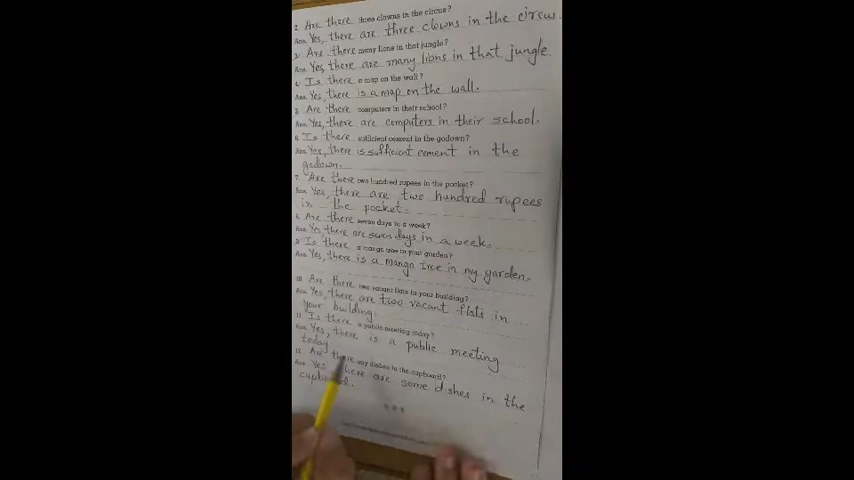 2. Are there three clowns in the circus?
Ans. Yes, there are three clowns in the circus.
3. Are there many lions in that jungle?
Ans. Yes, there are many lions in that jungle.
4. Is there a map on the wall?
Ans. Yes, there is a map on the wall.
5. Are there computers in their school?
Ans. Yes, there are computers in their school.
6. Is there sufficient cement in the godown?
Ans. Yes, there is sufficient cement in the
godown.
7. Are there two hundred rupees in the pocket?
Ans. Yes, there are two hundred rupees
in the pocket.
8. Are there seven days in a week?
Ans. Yes, there are seven days in a week.
9. Is there a mango tree in your garden?
Ans. Yes, there is a mango tree in my garden.
10. Are there two vacant flats in your building?
Ans. Yes, there are two vacant flats in
your building.
11. Is there a public meeting today?
Ans. Yes, there is a public meeting
today.
12. Are there any dishes in the cupboard?
Ans. Yes there are some dishes in the
***